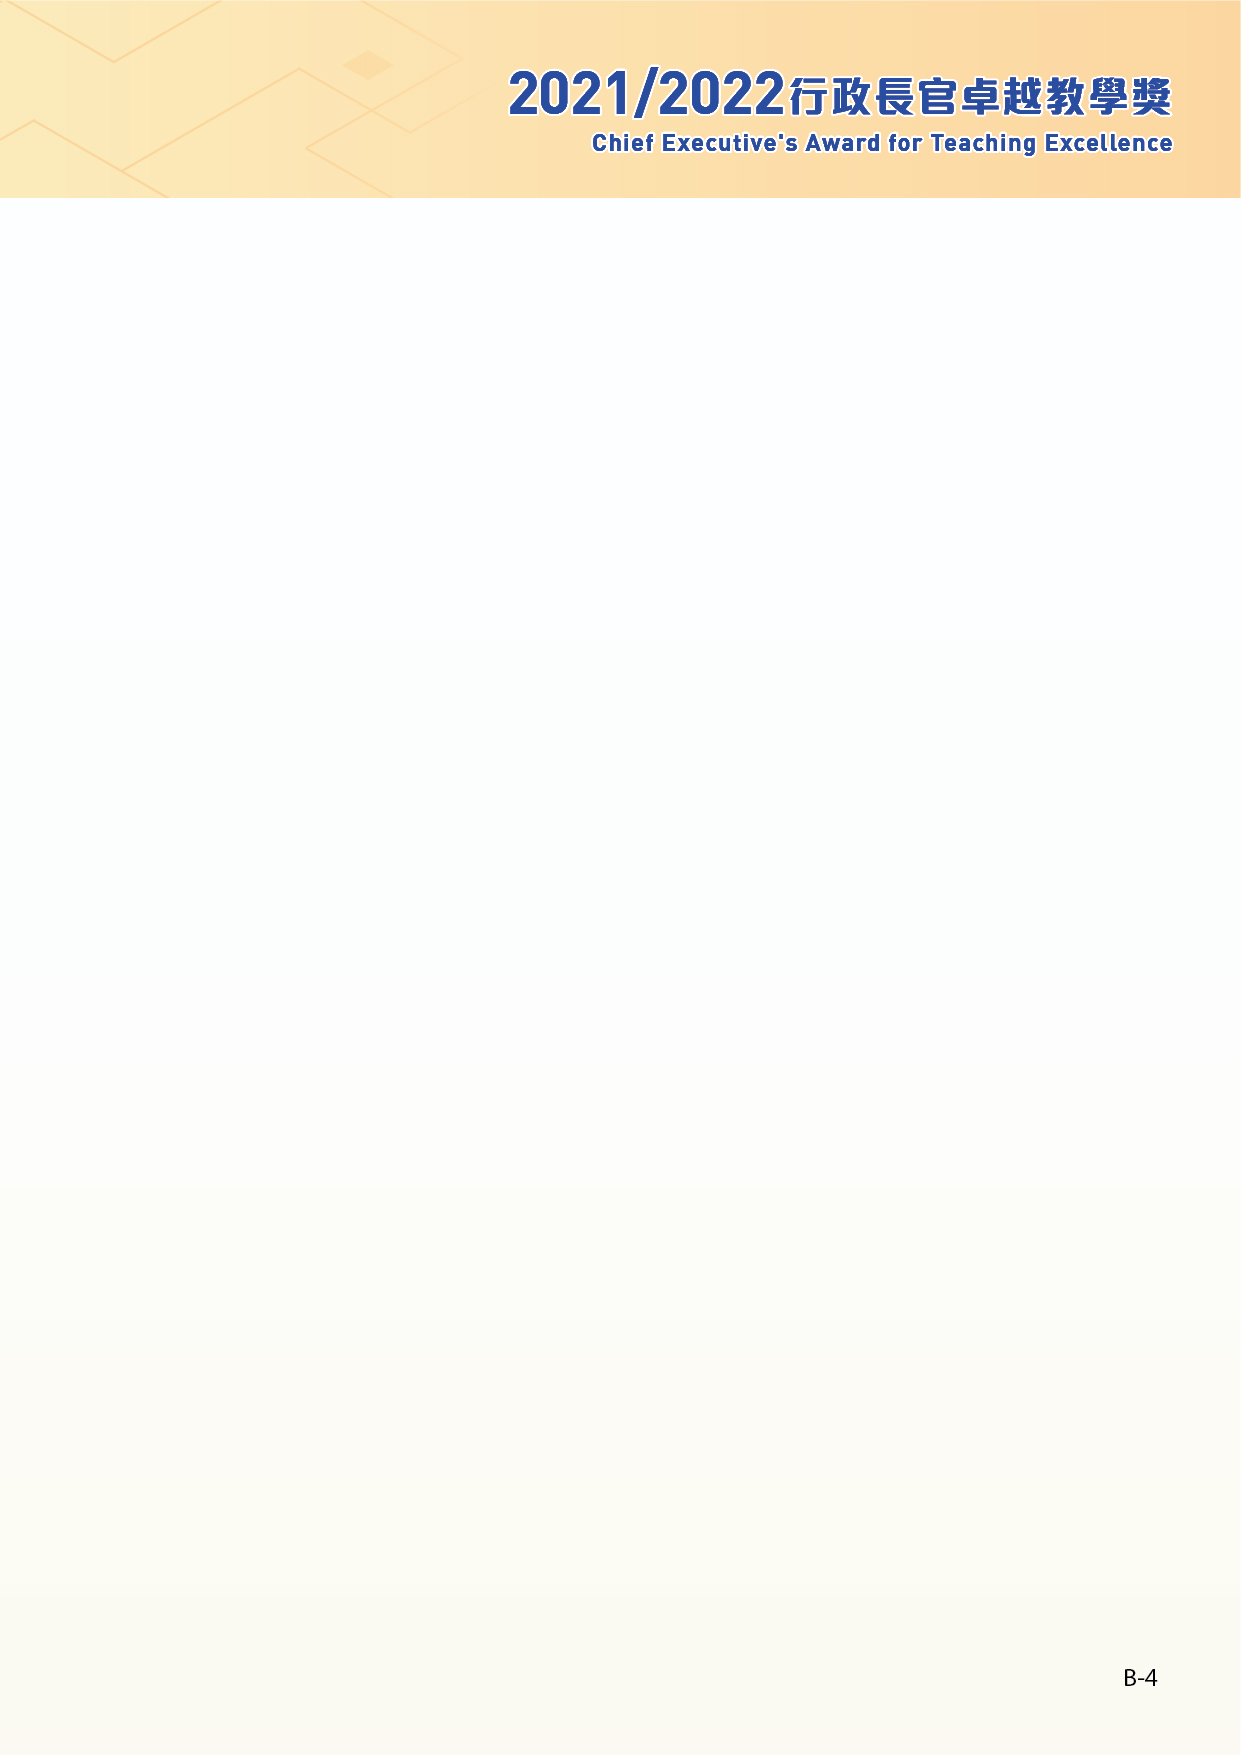 2021/2022行政長官卓越教學獎
Chief Executive's Award for Teaching Excellence
B-4